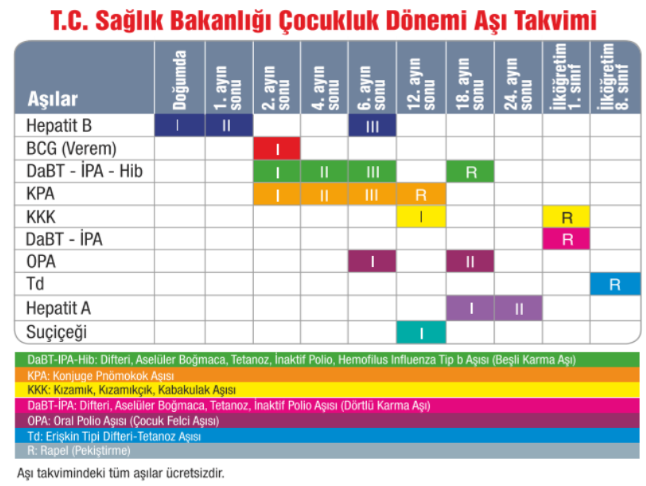 T.C. Sağlık Bakanlığı Çocukluk Dönemi Aşı Takvimi
Aşılar Doğumda 1. ayın sonu 2. ayın sonu 4. ayın sonu 6. ayın sonu 12. ayın sonu 18. ayın sonu 24. ayın sonu İlköğretim 1. sınıf İlköğretim 8. sınıf
Hepatit B I II III
BCG (Verem) I
DaBT - İPA - Hib I II III R
KPA I II III R
KKK I R
DaBT - İPA R
OPA I II
Td R
Hepatit A I II
Suçiçeği I
DaBT-IPA-Hib: Difteri, Aselüler Boğmaca, Tetanoz, İnaktif Polio, Hemofilus Influenza Tip b Aşısı (Beşli Karma Aşı)
KPA: Konjuge Pnömokok Aşısı
KKK: Kızamık, Kızamıkçık, Kabakulak Aşısı
DaBT-İPA: Difteri, Aselüler Boğmaca, Tetanoz, İnaktif Polio Aşısı (Dörtlü Karma Aşı)
OPA: Oral Polio Aşısı (Çocuk Felci Aşısı)
Td: Erişkin Tipi Difteri-Tetanoz Aşısı
R: Rapel (Pekiştirme)
Aşı takvimindeki tüm aşılar ücretsizdir.